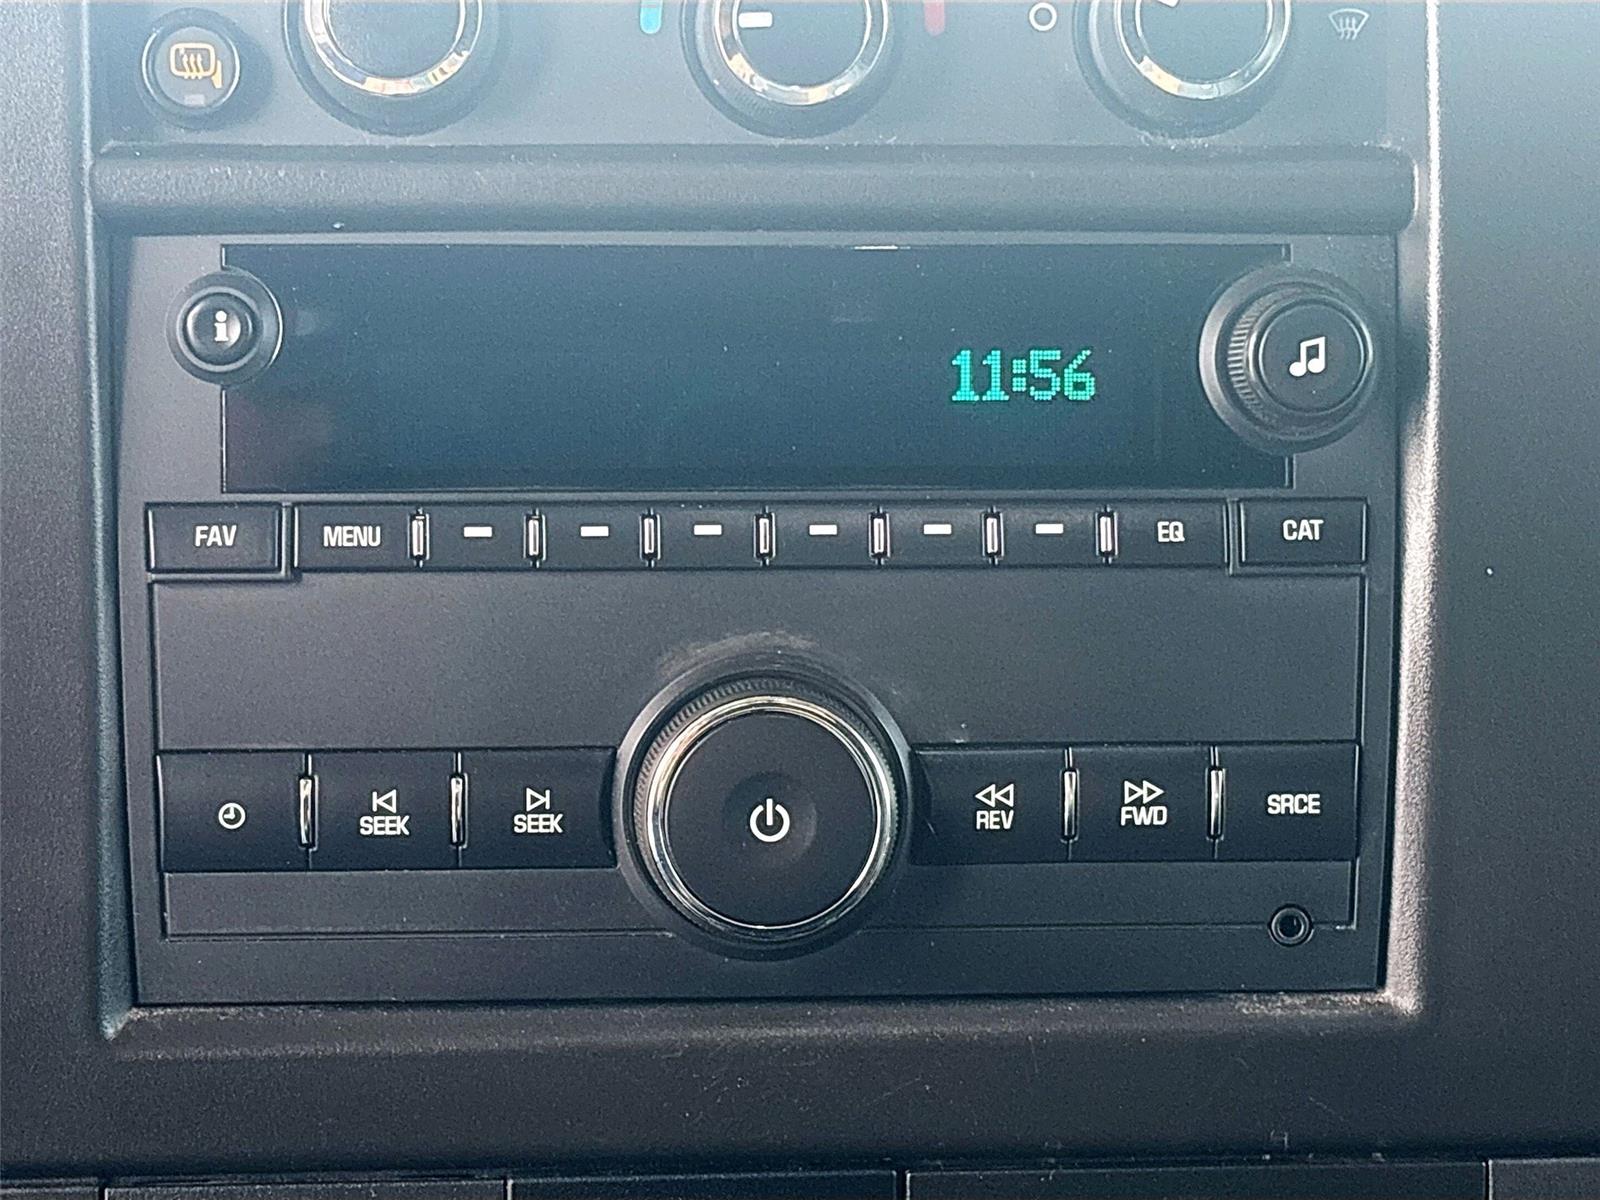 i
11:56
FAV MENU EQ CAT
SEEK SEEK REV FWD SRCE